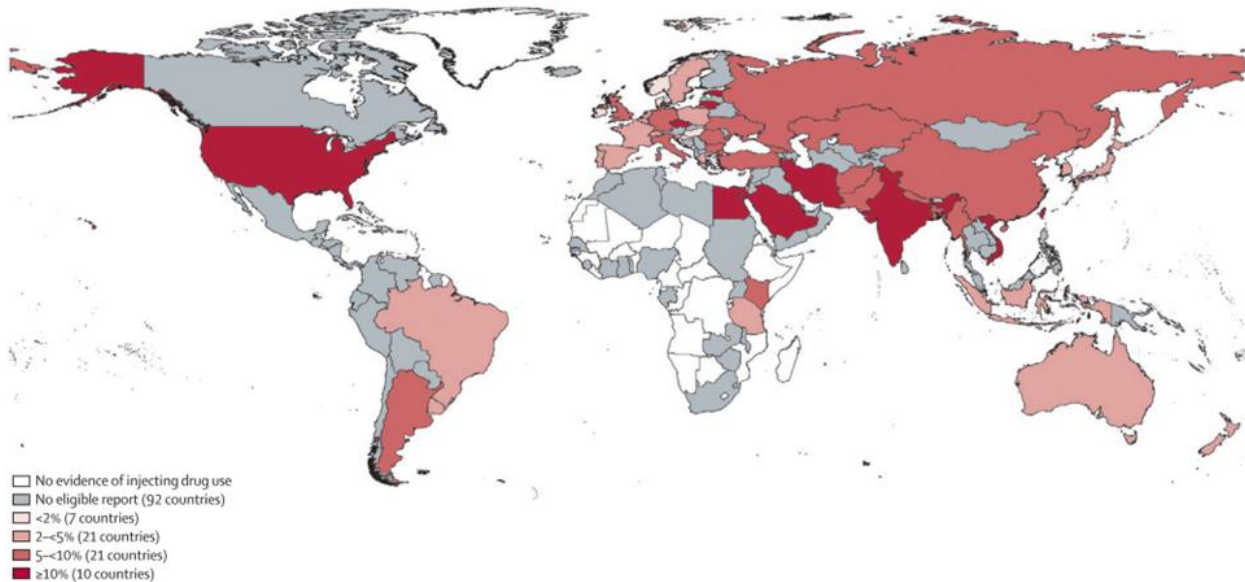 No evidence of injecting drug use
No eligible report (92 countries)
<2% (7 countries)
2–<5% (21 countries)
5–<10% (21 countries)
≥10% (10 countries)